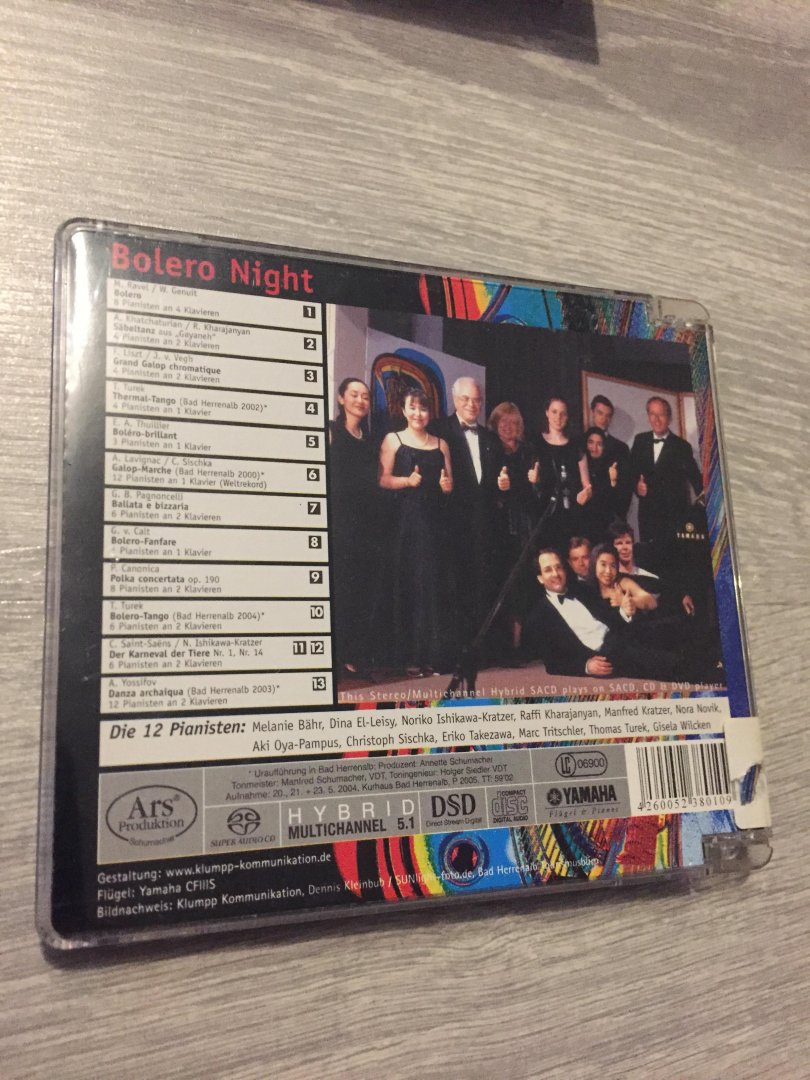 Bolero Night
M. Ravel / W. Genuit
Bolero
8 Pianisten an 4 Klavieren
1
A. Khatchaturian / R. Kharajanyan
Säbeltanz aus „Gayaneh“
4 Pianisten an 2 Klavieren
2
F. Liszt / J. v. Vegh
Grand Galop chromatique
4 Pianisten an 2 Klavieren
3
T. Turek
Thermal-Tango (Bad Herrenalb 2002)*
4 Pianisten an 1 Klavier
4
E. A. Thuillier
Boléro-brillant
3 Pianisten an 1 Klavier
5
A. Lavignac / C. Sischka
Galop-Marche (Bad Herrenalb 2000)*
12 Pianisten an 1 Klavier (Weltrekord)
6
G. B. Pagnoncelli
Ballata e bizzaria
6 Pianisten an 2 Klavieren
7
G. v. Calt
Bolero-Fanfare
4 Pianisten an 1 Klavier
8
P. Canonica
Polka concertata op. 190
8 Pianisten an 2 Klavieren
9
T. Turek
Bolero-Tango (Bad Herrenalb 2004)*
6 Pianisten an 2 Klavieren
10
C. Saint-Saëns / N. Ishikawa-Kratzer
Der Karneval der Tiere Nr. 1, Nr. 14
6 Pianisten an 2 Klavieren
11 12
A. Yossifov
Danza archaiqua (Bad Herrenalb 2003)*
12 Pianisten an 2 Klavieren
13
YAMAHA
This Stereo/Multichannel Hybrid SACD plays on SACD, CD & DVD player
Die 12 Pianisten: Melanie Bähr, Dina El-Leisy, Noriko Ishikawa-Kratzer, Raffi Kharajanyan, Manfred Kratzer, Nora Novik,
Aki Oya-Pampus, Christoph Sischka, Eriko Takezawa, Marc Tritschler, Thomas Turek, Gisela Wilcken
* Uraufführung in Bad Herrenalb; Produzent: Annette Schumacher
Tonmeister: Manfred Schumacher, VDT, Toningenieur: Holger Siedler VDT
Aufnahme: 20., 21. + 23. 5. 2004, Kurhaus Bad Herrenalb, P 2005, TT: 59'02
LC 06900
Ars®
Produktion
Schumacher
SUPER AUDIO CD
HYBRID
MULTICHANNEL 5.1
DSD
Direct Stream Digital
COMPACT
disc
DIGITAL AUDIO
YAMAHA
Flügel & Pianos
4 260052 380109
Gestaltung: www.klumpp-kommunikation.de
Flügel: Yamaha CFIIIS
Bildnachweis: Klumpp Kommunikation, Dennis Kleinbub / SUNlight-foto.de, Bad Herrenalb